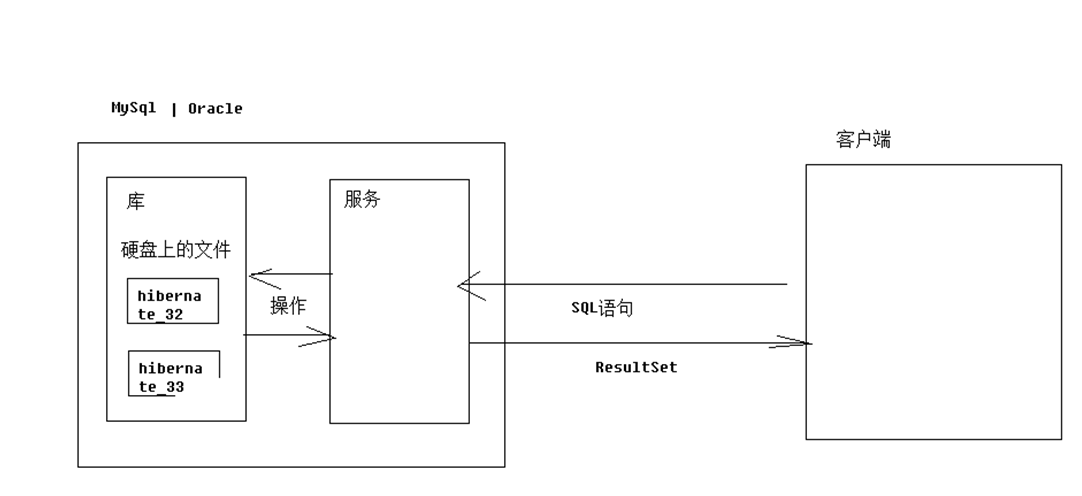 MySql | Oracle
客户端
库
服务
硬盘上的文件
hiberna
te_32
操作
SQL语句
hiberna
te_33
ResultSet